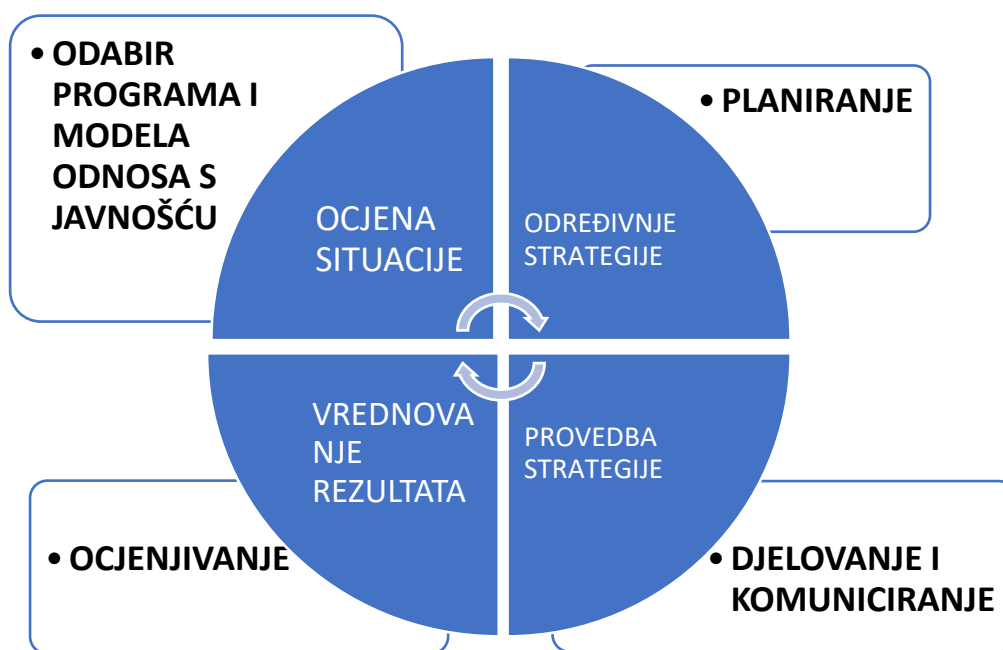 • ODABIR
PROGRAMA I
MODELA
ODNOSA S
JAVNOŠĆU
• PLANIRANJE
OCJENA
SITUACIJE
ODREĐIVNJE
STRATEGIJE
VREDNOVA
NJE
REZULTATA
PROVEDBA
STRATEGIJE
• OCJENJIVANJE
• DJELOVANJE I
KOMUNICIRANJE